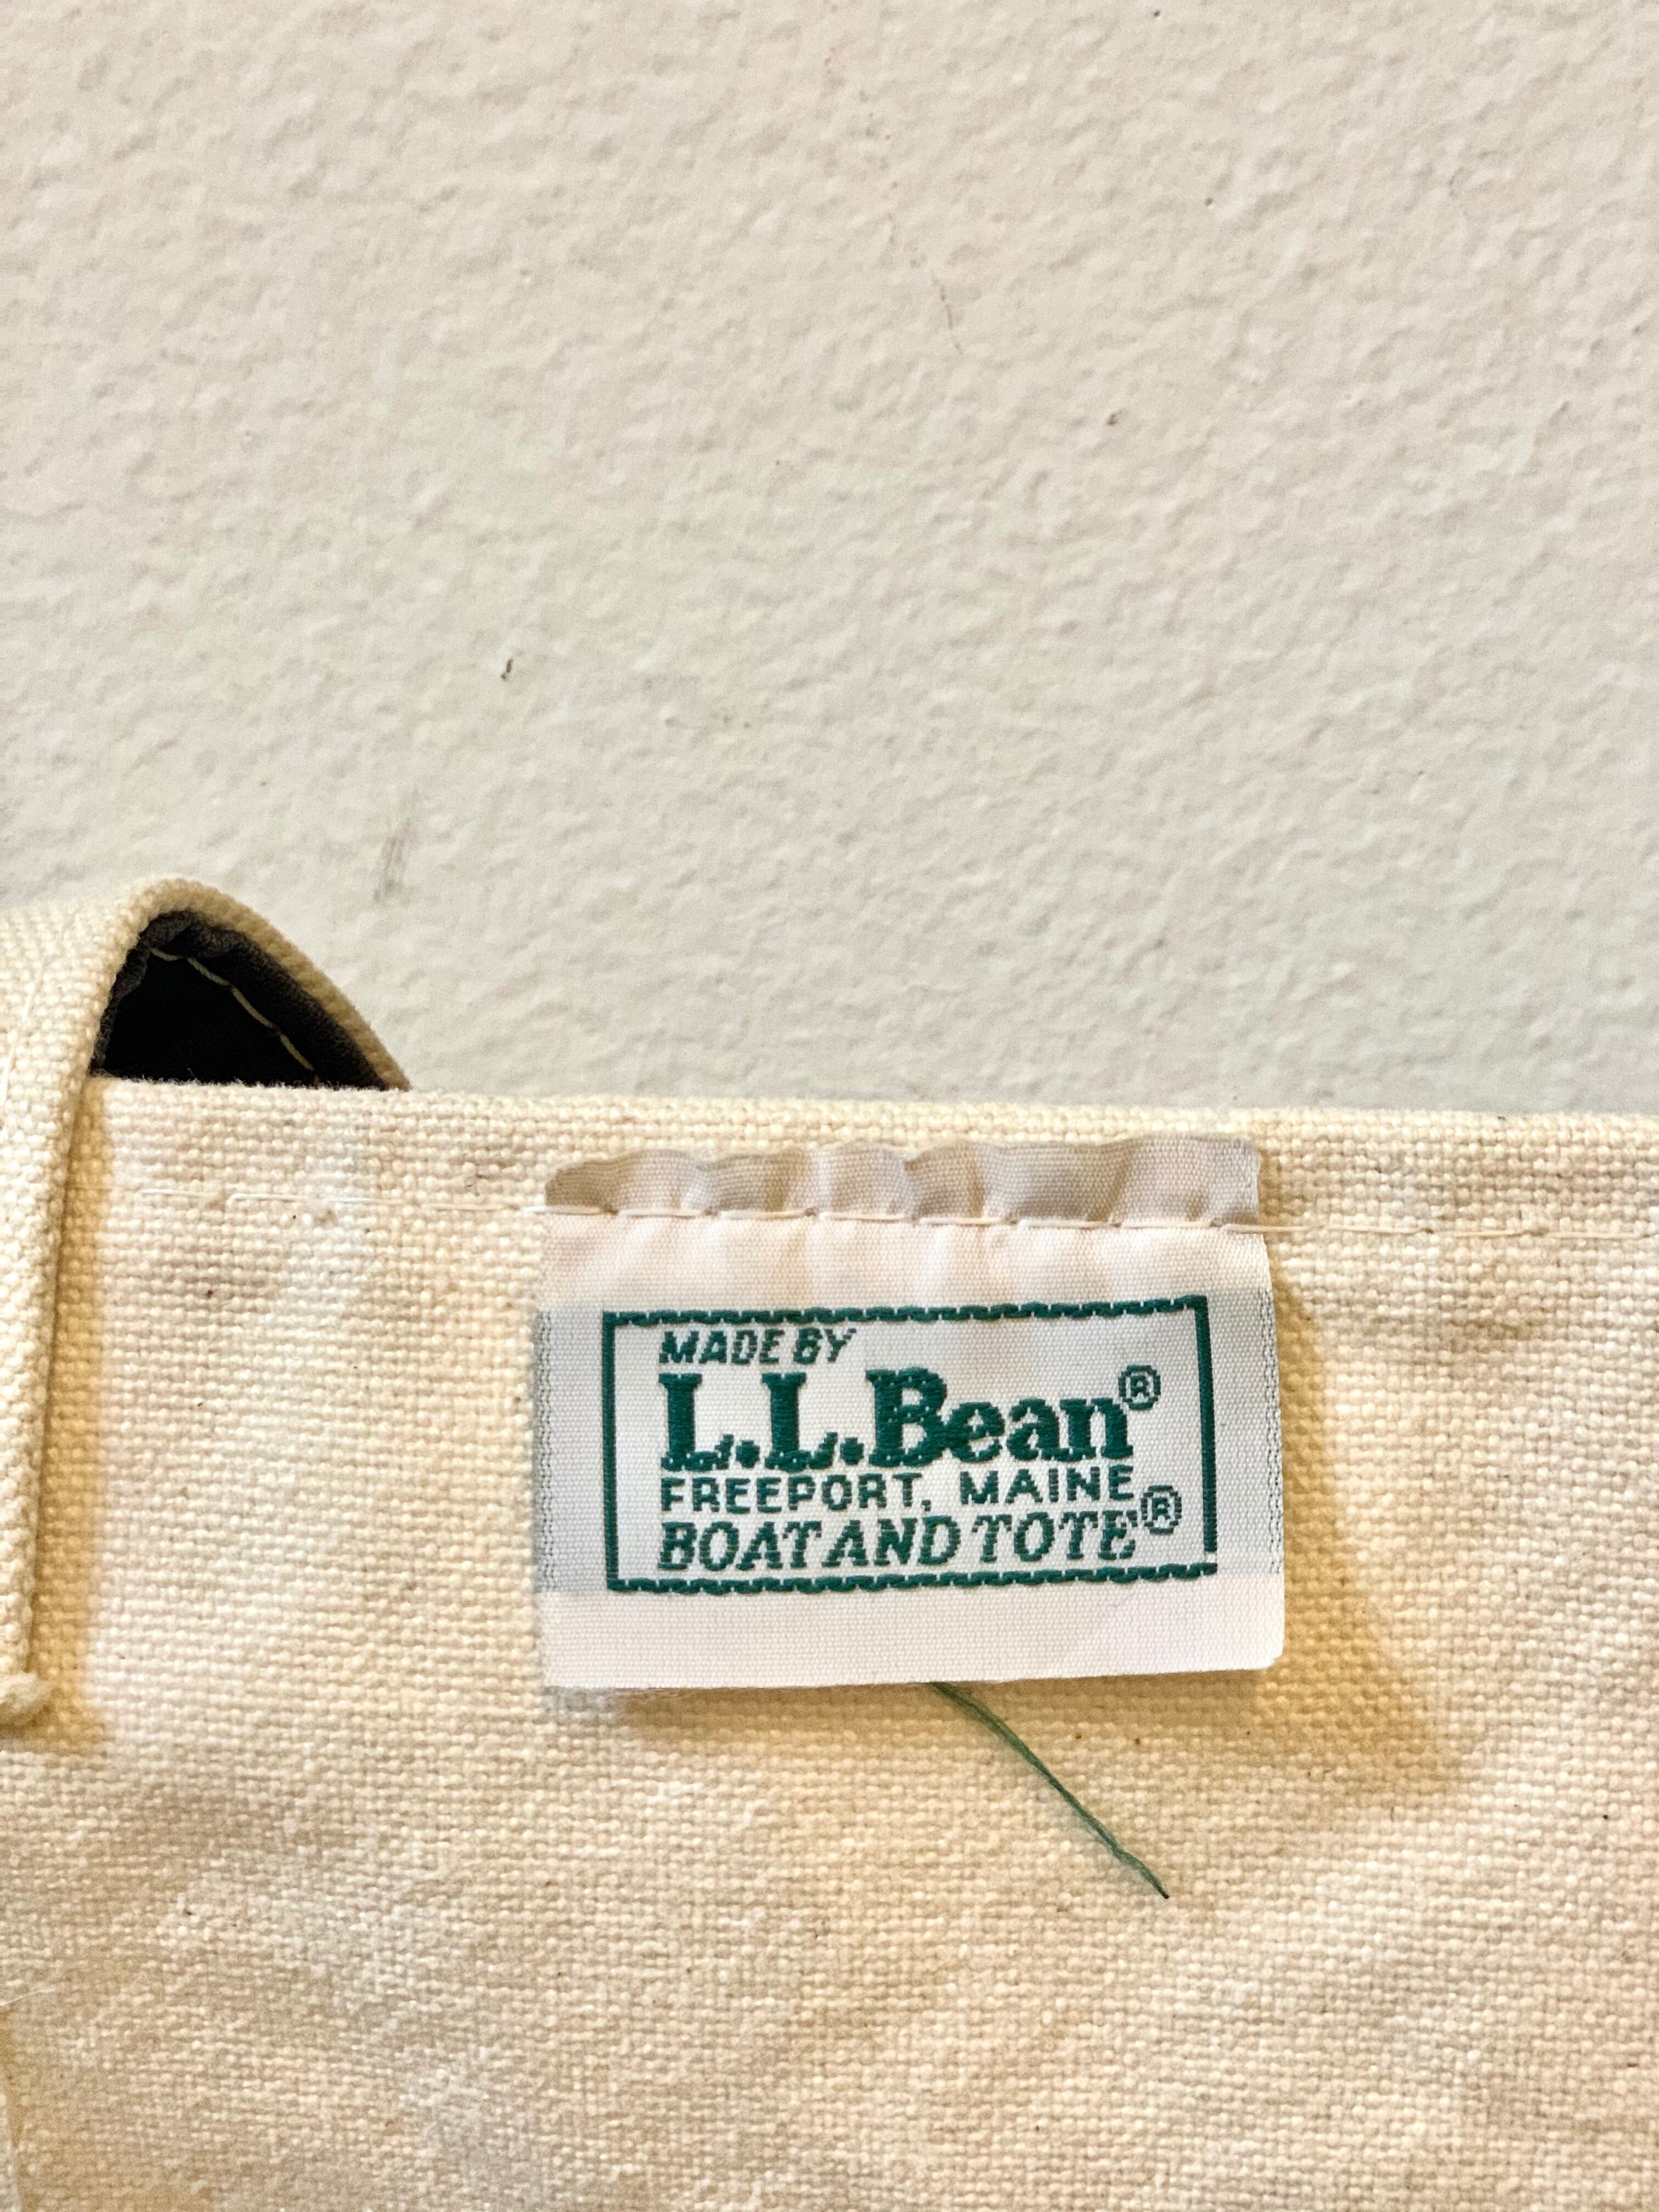 MADE BY
L.L.Bean®
FREEPORT, MAINE
BOAT AND TOTE®